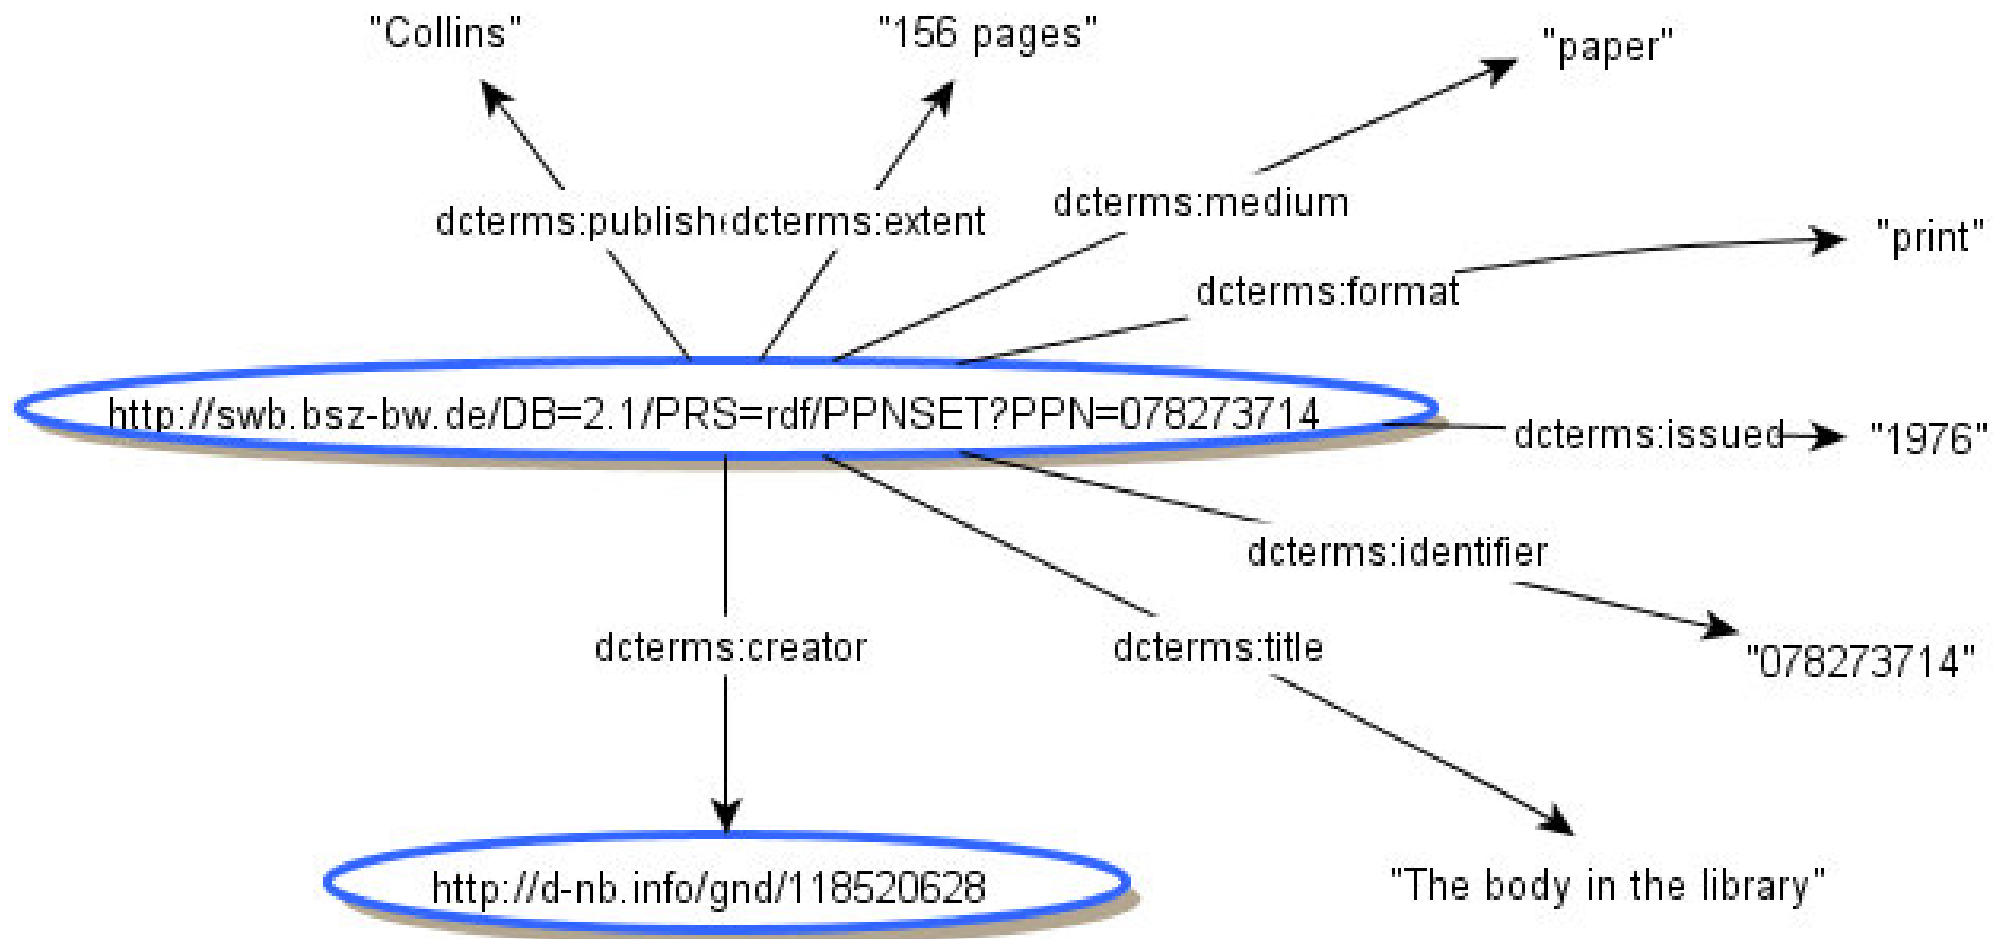 "Collins"
"156 pages"
"paper"
dcterms:publish
dcterms:extent
dcterms:medium
"print"
dcterms:format
http://swb.bsz-bw.de/DB=2.1/PRS=rdf/PPNSET?PPN=078273714
dcterms:issued
"1976"
dcterms:identifier
dcterms:creator
dcterms:title
"078273714"
http://d-nb.info/gnd/118520628
"The body in the library"